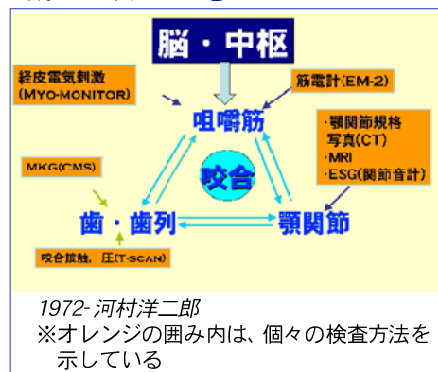 脳・中枢
経皮電気刺激
(MYO-MONITOR)
筋電計(EM-2)
咀嚼筋
・顎関節規格
写真(CT)
・MRI
・ESG(関節音計)
MKG(CMS)
咬合
歯・歯列
顎関節
咬合接触，圧(T-SCAN)
1972-河村洋二郎
※オレンジの囲み内は、個々の検査方法を
示している